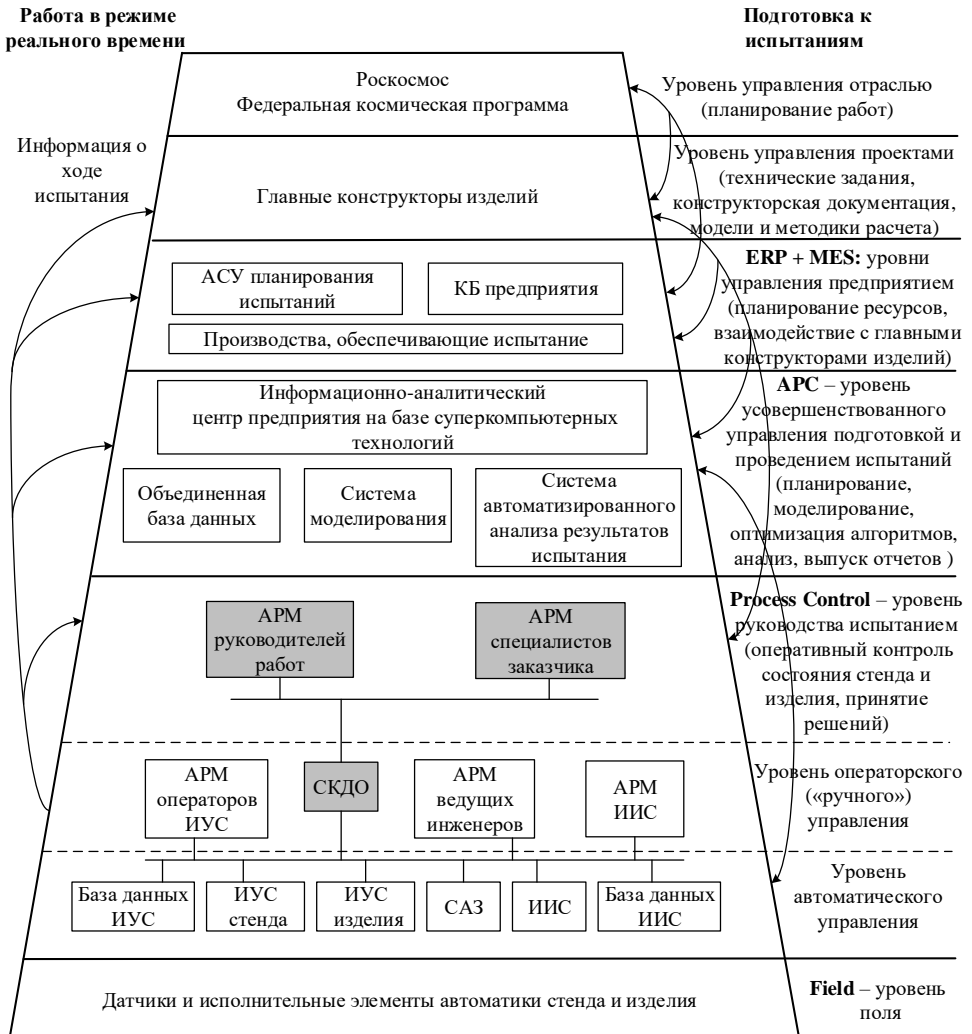 Работа в режиме
реального времени
Подготовка к
испытаниям
Роскосмос
Федеральная космическая программа
Уровень управления отраслью
(планирование работ)
Информация о
ходе
испытания
Главные конструкторы изделий
Уровень управления проектами
(технические задания,
конструкторская документация,
модели и методики расчета)
АСУ планирования
испытаний
КБ предприятия
Производства, обеспечивающие испытание
ERP + MES: уровни
управления предприятием
(планирование ресурсов,
взаимодействие с главными
конструкторами изделий)
Информационно-аналитический
центр предприятия на базе суперкомпьютерных
технологий
Объединенная
база данных
Система
моделирования
Система
автоматизированного
анализа результатов
испытания
APC – уровень
усовершенствованного
управления подготовкой и
проведением испытаний
(планирование,
моделирование,
оптимизация алгоритмов,
анализ, выпуск отчетов )
АРМ
руководителей
работ
АРМ
специалистов
заказчика
Process Control – уровень
руководства испытанием
(оперативный контроль
состояния стенда и
изделия, принятие
решений)
АРМ
операторов
ИУС
СКДО
АРМ
ведущих
инженеров
АРМ
ИИС
Уровень операторского
(«ручного»)
управления
База данных
ИУС
ИУС
стенда
ИУС
изделия
САЗ
ИИС
База данных
ИИС
Уровень
автоматического
управления
Датчики и исполнительные элементы автоматики стенда и изделия
Field – уровень
поля